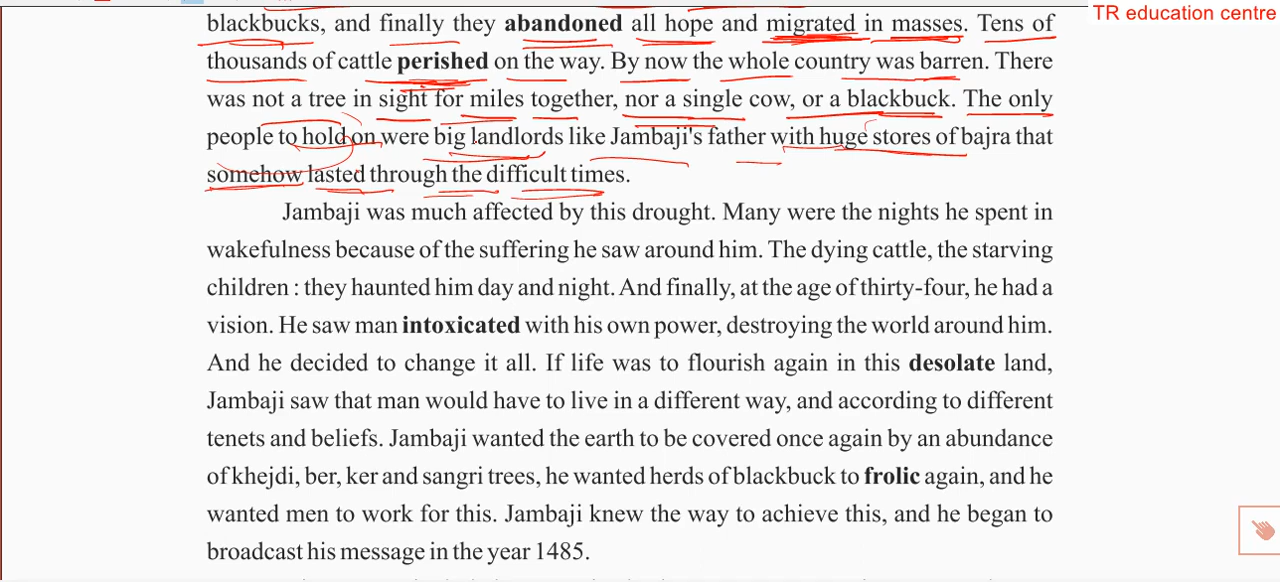 TR education centre
blackbucks, and finally they abandoned all hope and migrated in masses. Tens of
thousands of cattle perished on the way. By now the whole country was barren. There
was not a tree in sight for miles together, nor a single cow, or a blackbuck. The only
people to hold on were big landlords like Jambaji's father with huge stores of bajra that
somehow lasted through the difficult times.
Jambaji was much affected by this drought. Many were the nights he spent in
wakefulness because of the suffering he saw around him. The dying cattle, the starving
children : they haunted him day and night. And finally, at the age of thirty-four, he had a
vision. He saw man intoxicated with his own power, destroying the world around him.
And he decided to change it all. If life was to flourish again in this desolate land,
Jambaji saw that man would have to live in a different way, and according to different
tenets and beliefs. Jambaji wanted the earth to be covered once again by an abundance
of khejdi, ber, ker and sangri trees, he wanted herds of blackbuck to frolic again, and he
wanted men to work for this. Jambaji knew the way to achieve this, and he began to
broadcast his message in the year 1485.